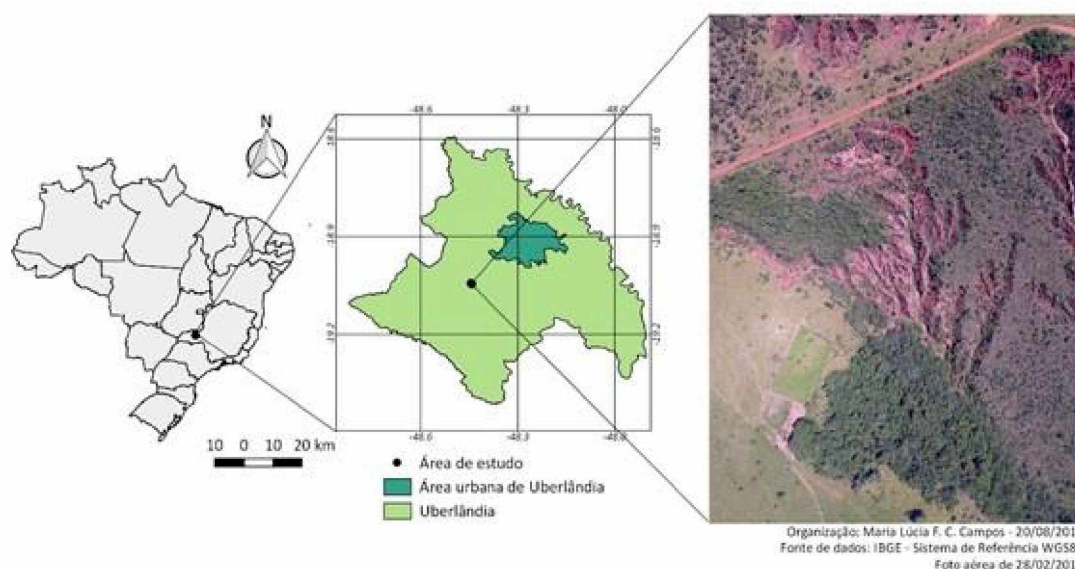 -48.6 -48.3 -48.0
-18.6
-18.6
N
-18.9
-18.9
-19.2
-19.2
-48.6 -48.3 -48.0
10 0 10 20 km
Área de estudo
Área urbana de Uberlândia
Uberlândia
Organização: Maria Lúcia F. C. Campos - 20/08/201
Fonte de dados: IBGE - Sistema de Referência WGS8
Foto aérea de 28/02/201